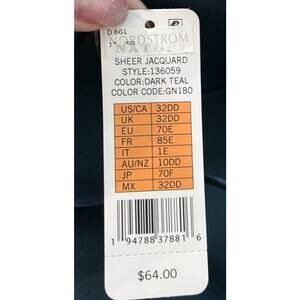 D861
NORDSTROM
SHEER JACQUARD
STYLE:136059
COLOR:DARK TEAL
COLOR CODE:GN180
US/CA 32DD
UK 32DD
EU 70E
FR 85E
IT 1E
AU/NZ 10DD
JP 70F
MX 32DD
1 94788 37881 6
$64.00